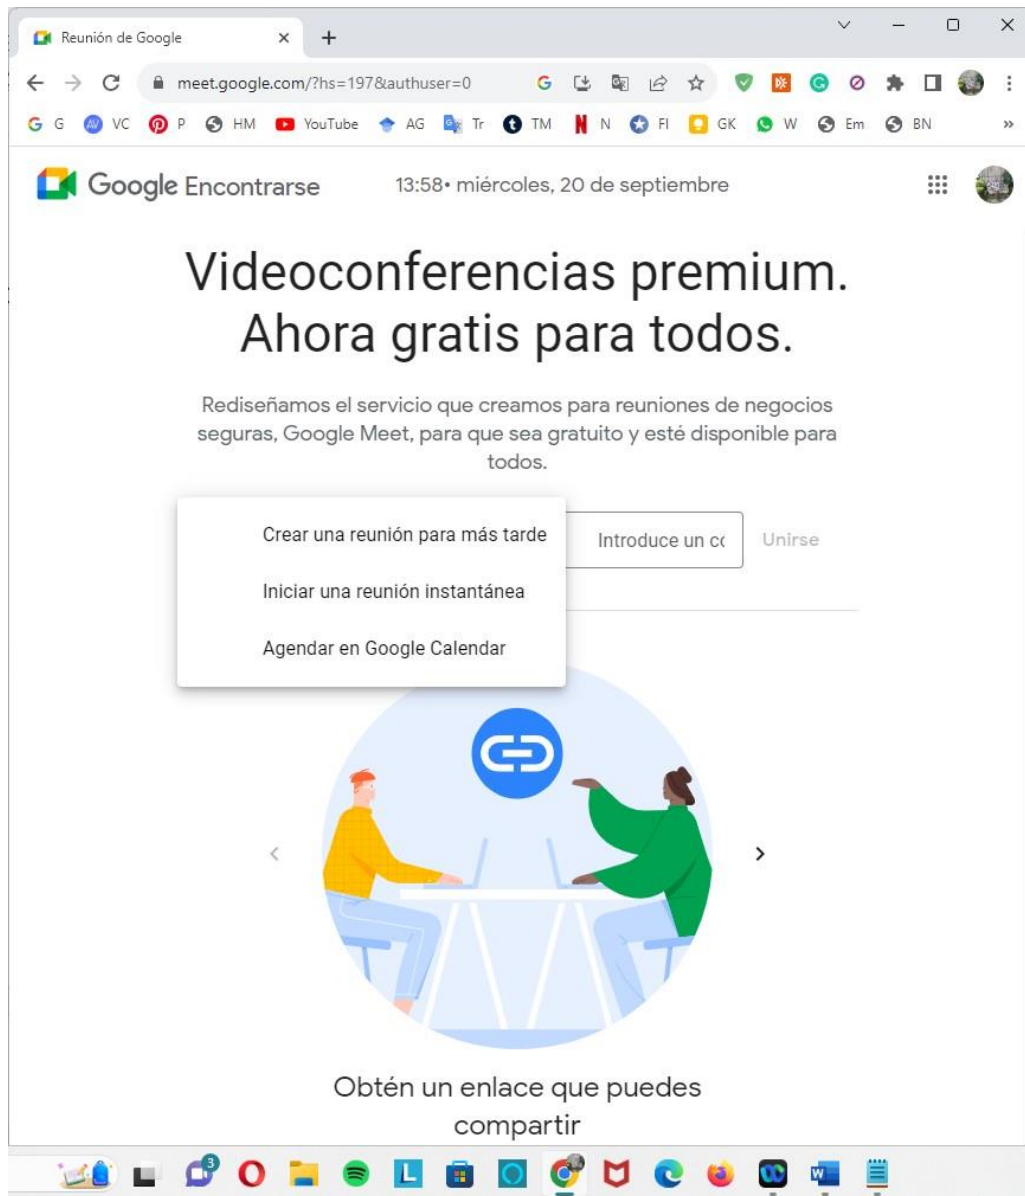 Reunión de Google
meet.google.com/?hs=197&authuser=0
G VC P HM YouTube AG Tr TM N FI GK W Em BN »
Google Encontrarse 13:58• miércoles, 20 de septiembre
Videoconferencias premium.
Ahora gratis para todos.
Rediseñamos el servicio que creamos para reuniones de negocios
seguras, Google Meet, para que sea gratuito y esté disponible para
todos.
Crear una reunión para más tarde
Introduce un có Unirse
Iniciar una reunión instantánea
Agendar en Google Calendar
Obtén un enlace que puedes
compartir
3